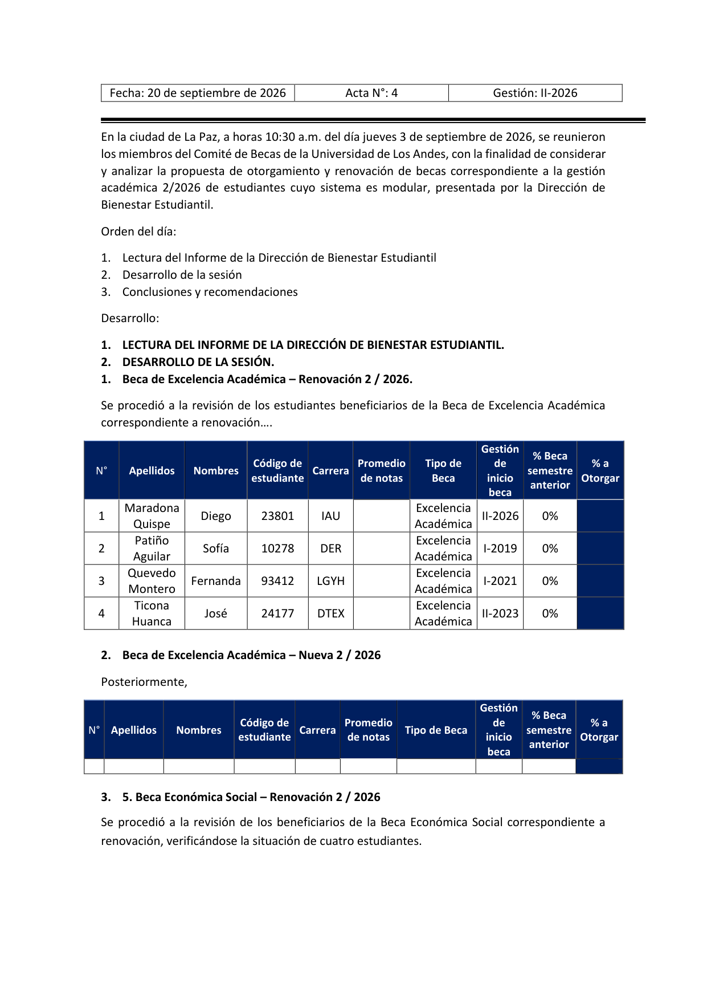 Fecha: 20 de septiembre de 2026 Acta N°: 4 Gestión: II-2026
En la ciudad de La Paz, a horas 10:30 a.m. del día jueves 3 de septiembre de 2026, se reunieron
los miembros del Comité de Becas de la Universidad de Los Andes, con la finalidad de considerar
y analizar la propuesta de otorgamiento y renovación de becas correspondiente a la gestión
académica 2/2026 de estudiantes cuyo sistema es modular, presentada por la Dirección de
Bienestar Estudiantil.
Orden del día:
1. Lectura del Informe de la Dirección de Bienestar Estudiantil
2. Desarrollo de la sesión
3. Conclusiones y recomendaciones
Desarrollo:
1. LECTURA DEL INFORME DE LA DIRECCIÓN DE BIENESTAR ESTUDIANTIL.
2. DESARROLLO DE LA SESIÓN.
1. Beca de Excelencia Académica – Renovación 2 / 2026.
Se procedió a la revisión de los estudiantes beneficiarios de la Beca de Excelencia Académica
correspondiente a renovación….
N° Apellidos Nombres Código de estudiante Carrera Promedio de notas Tipo de Beca Gestión de inicio beca % Beca semestre anterior % a Otorgar
1 Maradona Quispe Diego 23801 IAU Excelencia Académica II-2026 0%
2 Patiño Aguilar Sofía 10278 DER Excelencia Académica I-2019 0%
3 Quevedo Montero Fernanda 93412 LGYH Excelencia Académica I-2021 0%
4 Ticona Huanca José 24177 DTEX Excelencia Académica II-2023 0%
2. Beca de Excelencia Académica – Nueva 2 / 2026
Posteriormente,
N° Apellidos Nombres Código de estudiante Carrera Promedio de notas Tipo de Beca Gestión de inicio beca % Beca semestre anterior % a Otorgar
3. 5. Beca Económica Social – Renovación 2 / 2026
Se procedió a la revisión de los beneficiarios de la Beca Económica Social correspondiente a
renovación, verificándose la situación de cuatro estudiantes.